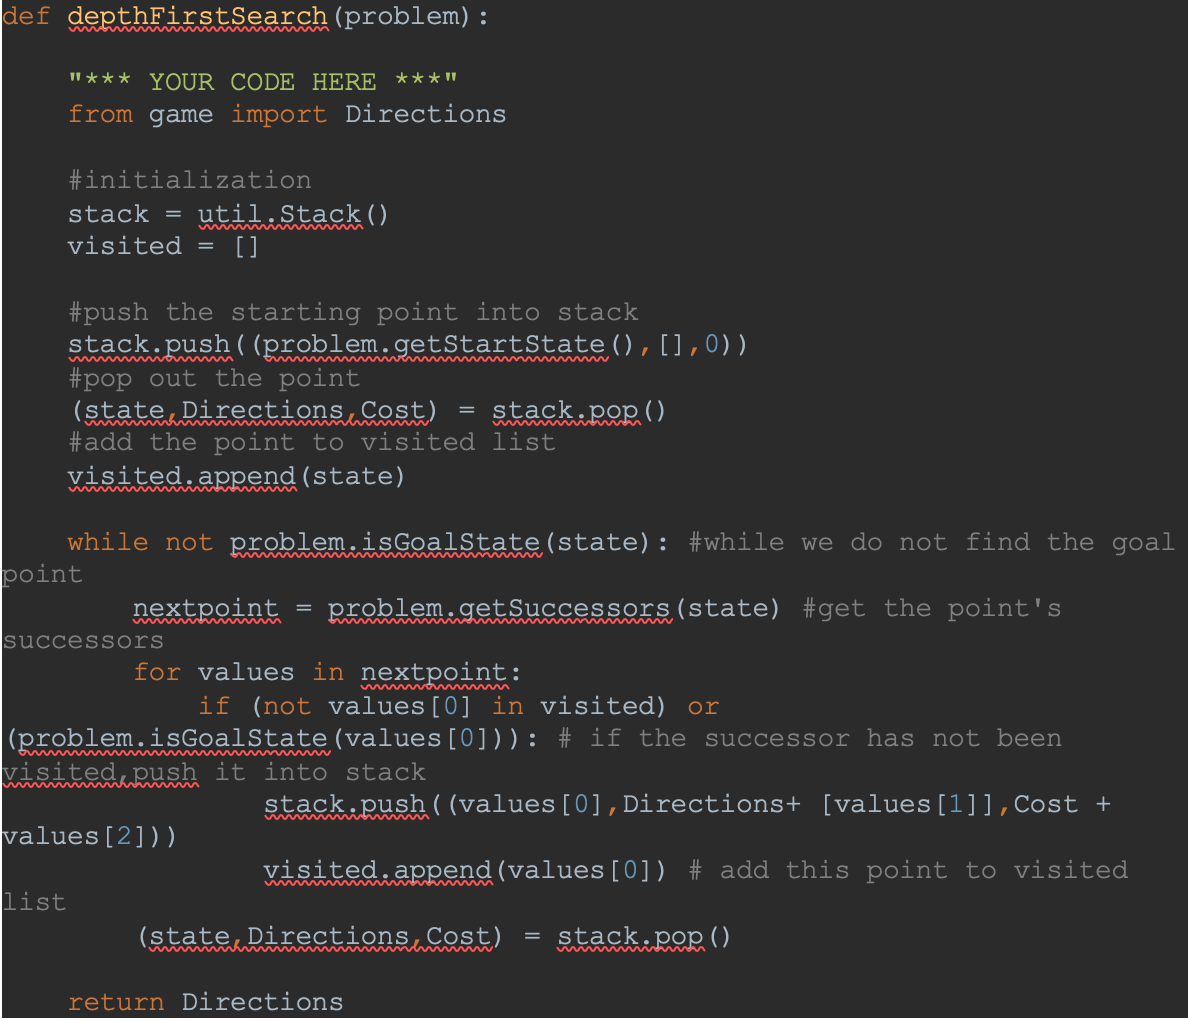 def depthFirstSearch(problem):
"*** YOUR CODE HERE ***"
from game import Directions
#initialization
stack = util.Stack()
visited = []
#push the starting point into stack
stack.push((problem.getStartState(),[],0))
#pop out the point
(state,Directions,Cost) = stack.pop()
#add the point to visited list
visited.append(state)
while not problem.isGoalState(state): #while we do not find the goal
point
nextpoint = problem.getSuccessors(state) #get the point's
successors
for values in nextpoint:
if (not values[0] in visited) or
(problem.isGoalState(values[0])): # if the successor has not been
visited,push it into stack
stack.push((values[0],Directions+ [values[1]],Cost +
values[2]))
visited.append(values[0]) # add this point to visited
list
(state,Directions,Cost) = stack.pop()
return Directions